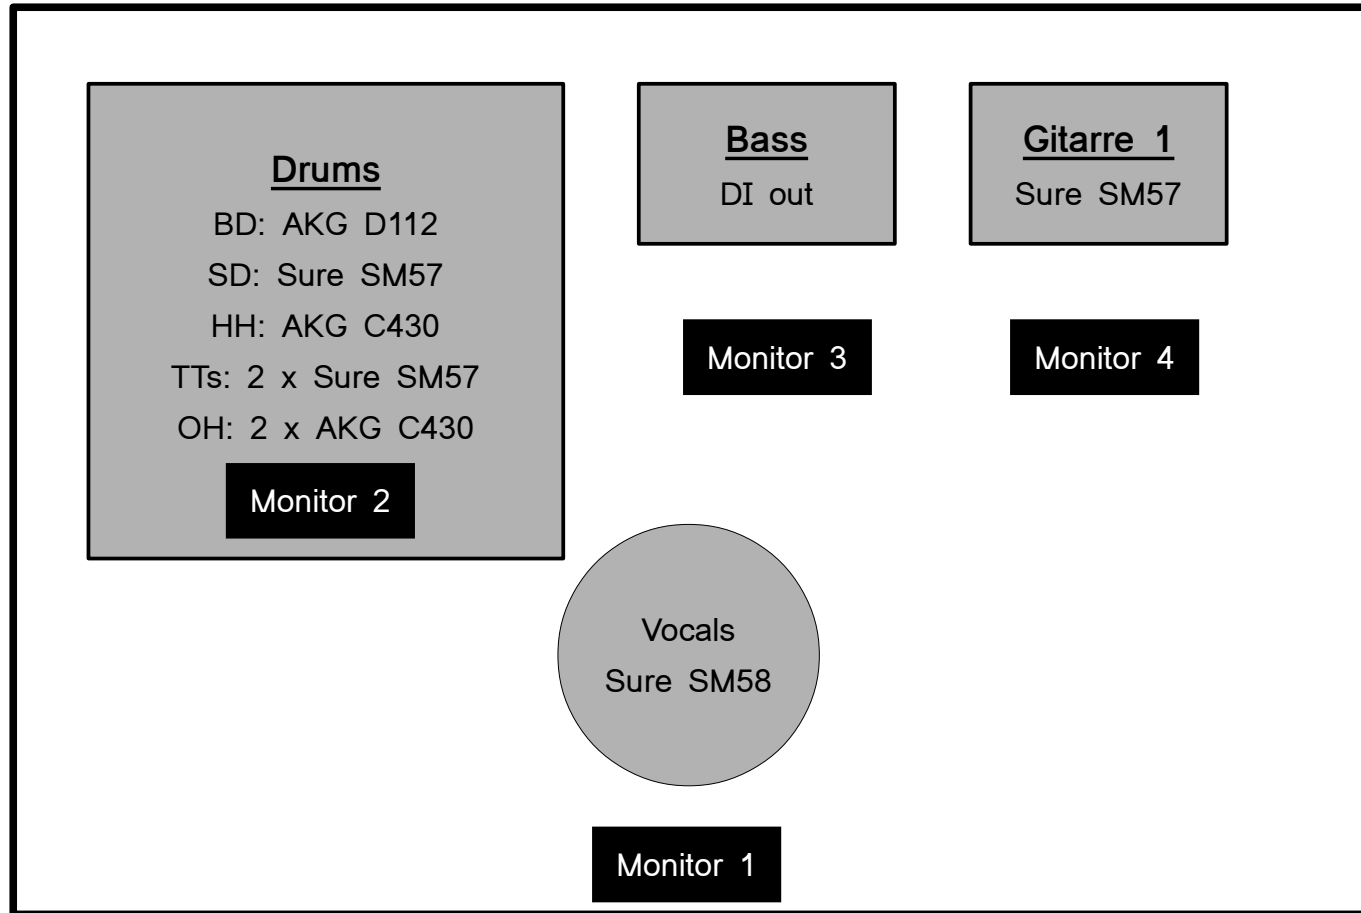 Drums
BD: AKG D112
SD: Sure SM57
HH: AKG C430
TTs: 2 x Sure SM57
OH: 2 x AKG C430
Monitor 2
Bass
DI out
Gitarre 1
Sure SM57
Monitor 3
Monitor 4
Vocals
Sure SM58
Monitor 1